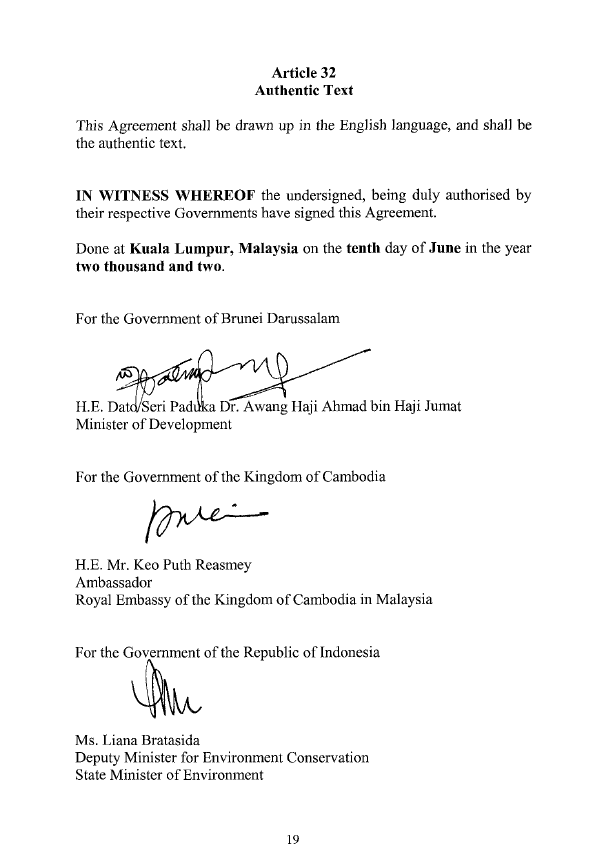 Article 32
Authentic Text
This Agreement shall be drawn up in the English language, and shall be
the authentic text.
IN WITNESS WHEREOF the undersigned, being duly authorised by
their respective Governments have signed this Agreement.
Done at Kuala Lumpur, Malaysia on the tenth day of June in the year
two thousand and two.
For the Government of Brunei Darussalam
H.E. Dato Seri Paduka Dr. Awang Haji Ahmad bin Haji Jumat
Minister of Development
For the Government of the Kingdom of Cambodia
H.E. Mr. Keo Puth Reasmey
Ambassador
Royal Embassy of the Kingdom of Cambodia in Malaysia
For the Government of the Republic of Indonesia
Ms. Liana Bratasida
Deputy Minister for Environment Conservation
State Minister of Environment
19